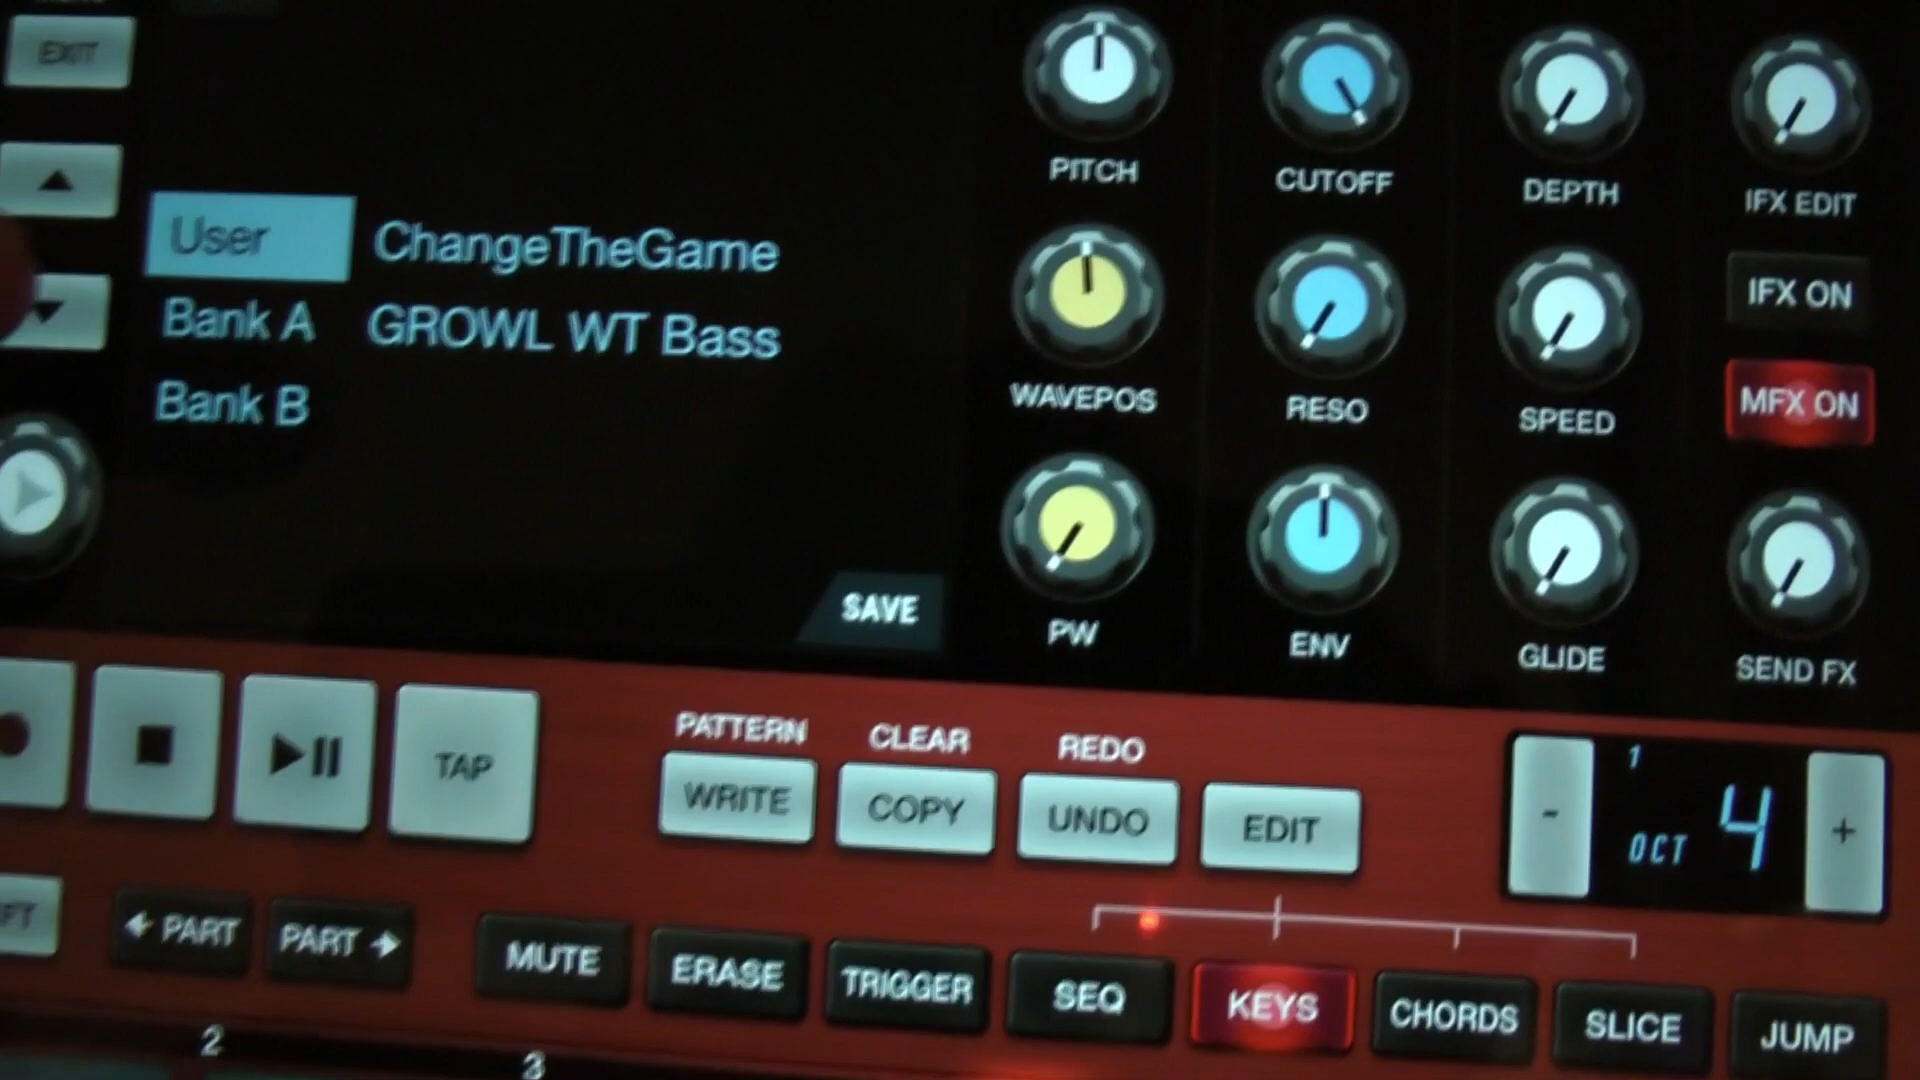 EXIT
User ChangeTheGame
Bank A GROWL WT Bass
Bank B
SAVE
PITCH CUTOFF DEPTH IFX EDIT
IFX ON
WAVEPOS RESO SPEED MFX ON
PW ENV GLIDE SEND FX
TAP
PATTERN CLEAR REDO
WRITE COPY UNDO EDIT
- 1 OCT 4 +
FT PART PART MUTE ERASE TRIGGER SEQ KEYS CHORDS SLICE JUMP
2 3